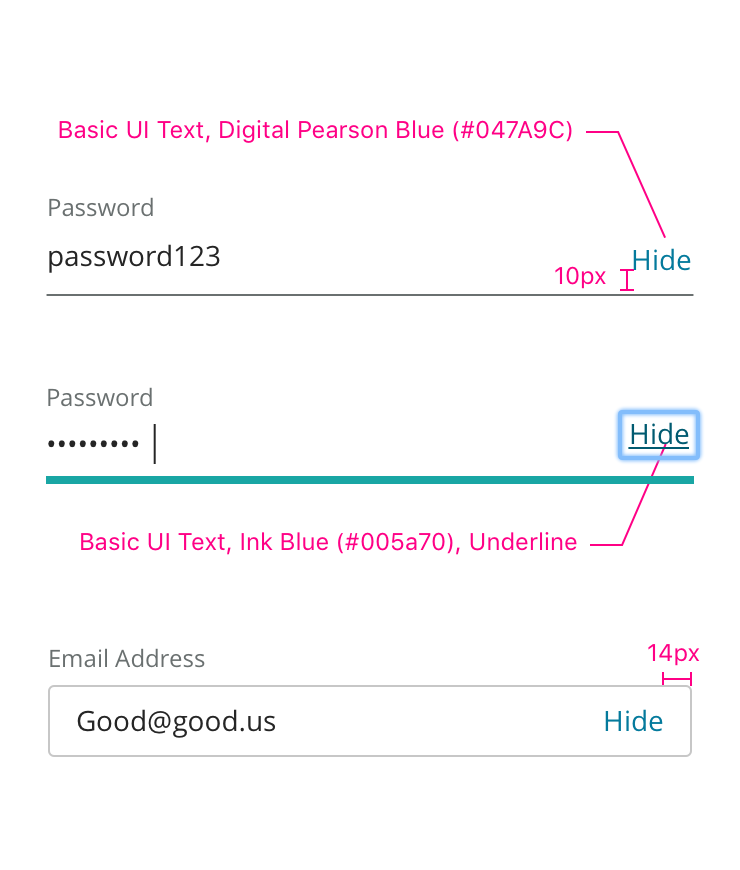 Basic UI Text, Digital Pearson Blue (#047A9C)
Password
password123
Hide
10px
Password
•••••••••
Hide
Basic UI Text, Ink Blue (#005a70), Underline
Email Address
14px
Good@good.us
Hide